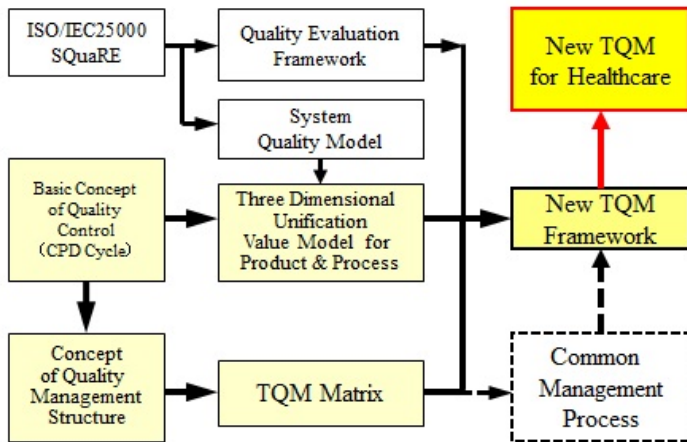 ISO/IEC25000
SQuaRE
Quality Evaluation
Framework
New TQM
for Healthcare
System
Quality Model
Basic Concept
of Quality
Control
(CPD Cycle)
Three Dimensional
Unification
Value Model for
Product & Process
New TQM
Framework
Concept
of Quality
Management
Structure
TQM Matrix
Common
Management
Process